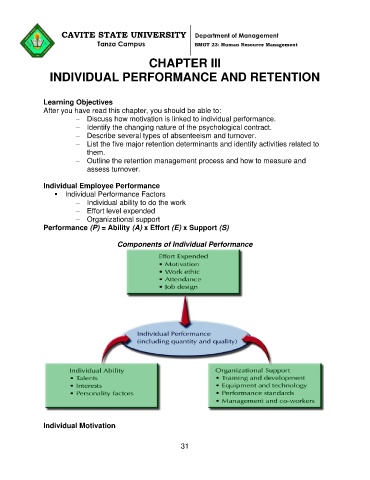 CAVITE STATE UNIVERSITY
Tanza Campus
Department of Management
BMGT 23: Human Resource Management
CHAPTER III
INDIVIDUAL PERFORMANCE AND RETENTION
Learning Objectives
After you have read this chapter, you should be able to:
– Discuss how motivation is linked to individual performance.
– Identify the changing nature of the psychological contract.
– Describe several types of absenteeism and turnover.
– List the five major retention determinants and identify activities related to
them.
– Outline the retention management process and how to measure and
assess turnover.
Individual Employee Performance
▪ Individual Performance Factors
– Individual ability to do the work
– Effort level expended
– Organizational support
Performance (P) = Ability (A) x Effort (E) x Support (S)
Components of Individual Performance
Effort Expended
• Motivation
• Work ethic
• Attendance
• Job design
Individual Performance
(including quantity and quality)
Individual Ability
• Talents
• Interests
• Personality factors
Organizational Support
• Training and development
• Equipment and technology
• Performance standards
• Management and co-workers
Individual Motivation
31